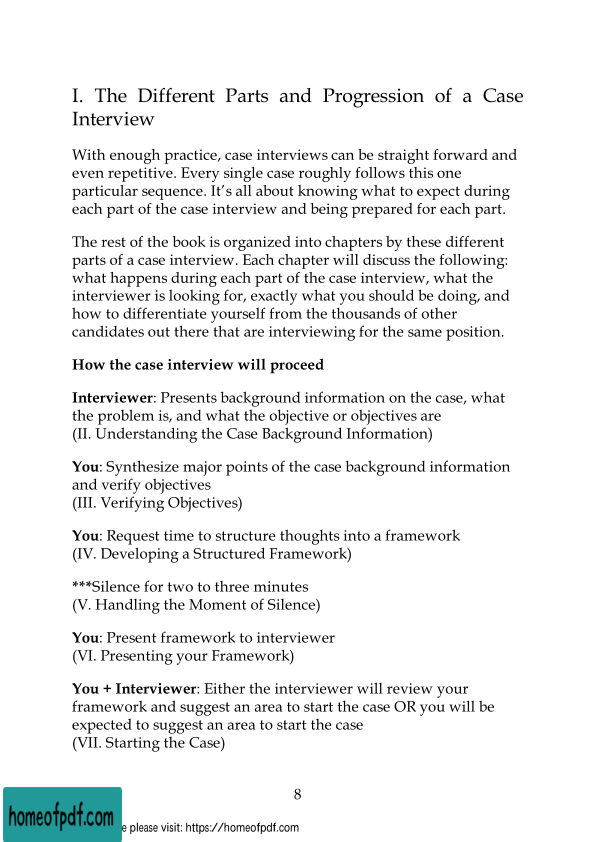 I. The Different Parts and Progression of a Case
Interview
With enough practice, case interviews can be straight forward and
even repetitive. Every single case roughly follows this one
particular sequence. It’s all about knowing what to expect during
each part of the case interview and being prepared for each part.
The rest of the book is organized into chapters by these different
parts of a case interview. Each chapter will discuss the following:
what happens during each part of the case interview, what the
interviewer is looking for, exactly what you should be doing, and
how to differentiate yourself from the thousands of other
candidates out there that are interviewing for the same position.
How the case interview will proceed
Interviewer: Presents background information on the case, what
the problem is, and what the objective or objectives are
(II. Understanding the Case Background Information)
You: Synthesize major points of the case background information
and verify objectives
(III. Verifying Objectives)
You: Request time to structure thoughts into a framework
(IV. Developing a Structured Framework)
***Silence for two to three minutes
(V. Handling the Moment of Silence)
You: Present framework to interviewer
(VI. Presenting your Framework)
You + Interviewer: Either the interviewer will review your
framework and suggest an area to start the case OR you will be
expected to suggest an area to start the case
(VII. Starting the Case)
8
homeofpdf.com
please visit: https://homeofpdf.com